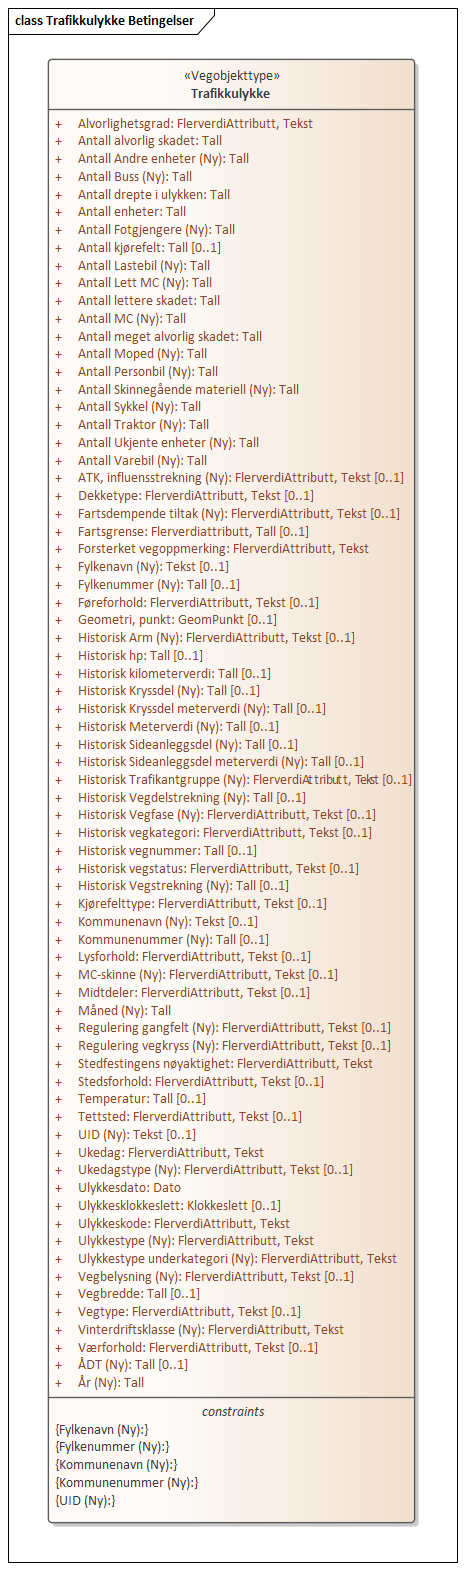 class Trafikkulykke Betingelser
«Vegobjekttype»
Trafikkulykke
+ Alvorlighetsgrad: FlerverdiAttributt, Tekst
+ Antall alvorlig skadet: Tall
+ Antall Andre enheter (Ny): Tall
+ Antall Buss (Ny): Tall
+ Antall drepte i ulykken: Tall
+ Antall enheter: Tall
+ Antall Fotgjengere (Ny): Tall
+ Antall kjørefelt: Tall [0..1]
+ Antall Lastebil (Ny): Tall
+ Antall Lett MC (Ny): Tall
+ Antall lettere skadet: Tall
+ Antall MC (Ny): Tall
+ Antall meget alvorlig skadet: Tall
+ Antall Moped (Ny): Tall
+ Antall Personbil (Ny): Tall
+ Antall Skinnegående materiell (Ny): Tall
+ Antall Sykkel (Ny): Tall
+ Antall Traktor (Ny): Tall
+ Antall Ukjente enheter (Ny): Tall
+ Antall Varebil (Ny): Tall
+ ATK, influensstrekning (Ny): FlerverdiAttributt, Tekst [0..1]
+ Dekketype: FlerverdiAttributt, Tekst [0..1]
+ Fartsdempende tiltak (Ny): FlerverdiAttributt, Tekst [0..1]
+ Fartsgrense: Flerverdiattributt, Tall [0..1]
+ Forsterket vegoppmerking: FlerverdiAttributt, Tekst
+ Fylkenavn (Ny): Tekst [0..1]
+ Fylkenummer (Ny): Tall [0..1]
+ Føreforhold: FlerverdiAttributt, Tekst [0..1]
+ Geometri, punkt: GeomPunkt [0..1]
+ Historisk Arm (Ny): FlerverdiAttributt, Tekst [0..1]
+ Historisk hp: Tall [0..1]
+ Historisk kilometerverdi: Tall [0..1]
+ Historisk Kryssdel (Ny): Tall [0..1]
+ Historisk Kryssdel meterverdi (Ny): Tall [0..1]
+ Historisk Meterverdi (Ny): Tall [0..1]
+ Historisk Sideanleggsdel (Ny): Tall [0..1]
+ Historisk Sideanleggsdel meterverdi (Ny): Tall [0..1]
+ Historisk Trafikantgruppe (Ny): FlerverdiAttributt, Tekst [0..1]
+ Historisk Vegdelstrekning (Ny): Tall [0..1]
+ Historisk Vegfase (Ny): FlerverdiAttributt, Tekst [0..1]
+ Historisk vegkategori: FlerverdiAttributt, Tekst [0..1]
+ Historisk vegnummer: Tall [0..1]
+ Historisk vegstatus: FlerverdiAttributt, Tekst [0..1]
+ Historisk Vegstrekning (Ny): Tall [0..1]
+ Kjørefelttype: FlerverdiAttributt, Tekst [0..1]
+ Kommunenavn (Ny): Tekst [0..1]
+ Kommunenummer (Ny): Tall [0..1]
+ Lysforhold: FlerverdiAttributt, Tekst [0..1]
+ MC-skinne (Ny): FlerverdiAttributt, Tekst [0..1]
+ Midtdeler: FlerverdiAttributt, Tekst [0..1]
+ Måned (Ny): Tall
+ Regulering gangfelt (Ny): FlerverdiAttributt, Tekst [0..1]
+ Regulering vegkryss (Ny): FlerverdiAttributt, Tekst [0..1]
+ Stedfestingens nøyaktighet: FlerverdiAttributt, Tekst
+ Stedsforhold: FlerverdiAttributt, Tekst [0..1]
+ Temperatur: Tall [0..1]
+ Tettsted: FlerverdiAttributt, Tekst [0..1]
+ UID (Ny): Tekst [0..1]
+ Ukedag: FlerverdiAttributt, Tekst
+ Ukedagstype (Ny): FlerverdiAttributt, Tekst [0..1]
+ Ulykkesdato: Dato
+ Ulykkesklokkeslett: Klokkeslett [0..1]
+ Ulykkeskode: FlerverdiAttributt, Tekst
+ Ulykkestype (Ny): FlerverdiAttributt, Tekst
+ Ulykkestype underkategori (Ny): FlerverdiAttributt, Tekst
+ Vegbelysning (Ny): FlerverdiAttributt, Tekst [0..1]
+ Vegbredde: Tall [0..1]
+ Vegtype: FlerverdiAttributt, Tekst [0..1]
+ Vinterdriftsklasse (Ny): FlerverdiAttributt, Tekst
+ Værforhold: FlerverdiAttributt, Tekst [0..1]
+ ÅDT (Ny): Tall [0..1]
+ År (Ny): Tall
constraints
{Fylkenavn (Ny):}
{Fylkenummer (Ny):}
{Kommunenavn (Ny):}
{Kommunenummer (Ny):}
{UID (Ny):}